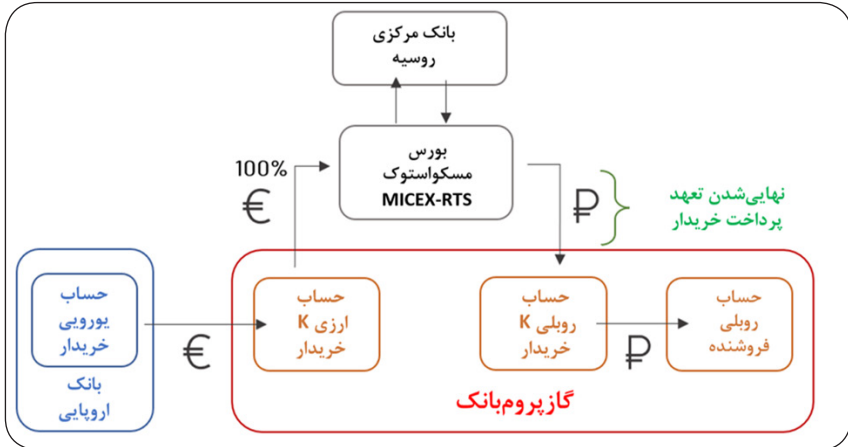 بانک مرکزی
روسیه
بورس
مسکواستوک
MICEX-RTS
100%
€
₽
نهایی‌شدن تعهد
پرداخت خریدار
حساب
یورویی
خریدار
بانک
اروپایی
€
حساب
ارزی K
خریدار
حساب
روبلی K
خریدار
₽
حساب
روبلی
فروشنده
گازپروم‌بانک